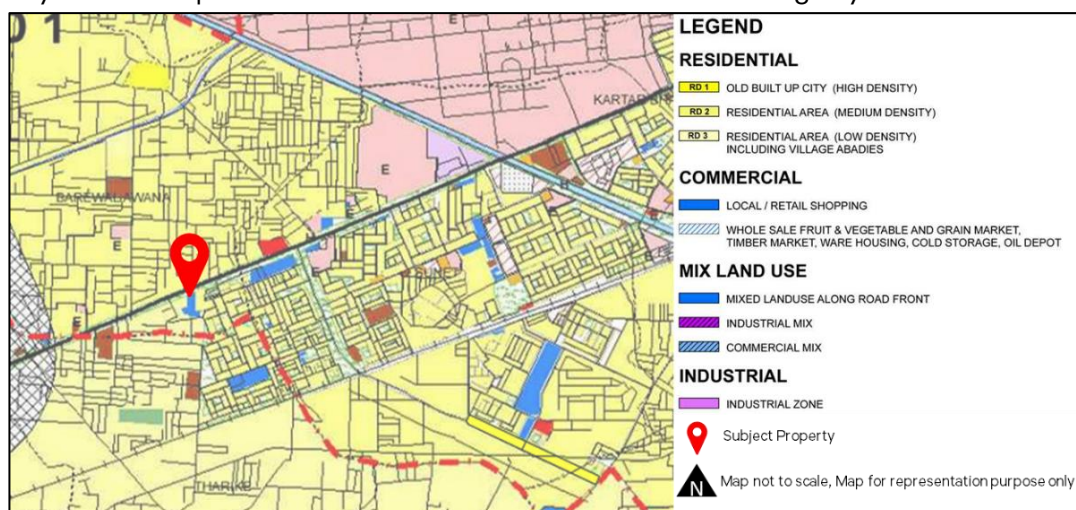 01
E
KARTAR
BAREWALAWANA
E
E
E
H
E
E
SUNET
E
E
THARIKE
LEGEND
RESIDENTIAL
RD 1 OLD BUILT UP CITY (HIGH DENSITY)
RD 2 RESIDENTIAL AREA (MEDIUM DENSITY)
RD 3 RESIDENTIAL AREA (LOW DENSITY)
INCLUDING VILLAGE ABADIES
COMMERCIAL
LOCAL / RETAIL SHOPPING
WHOLE SALE FRUIT & VEGETABLE AND GRAIN MARKET,
TIMBER MARKET, WARE HOUSING, COLD STORAGE, OIL DEPOT
MIX LAND USE
MIXED LANDUSE ALONG ROAD FRONT
INDUSTRIAL MIX
COMMERCIAL MIX
INDUSTRIAL
INDUSTRIAL ZONE
Subject Property
N Map not to scale, Map for representation purpose only